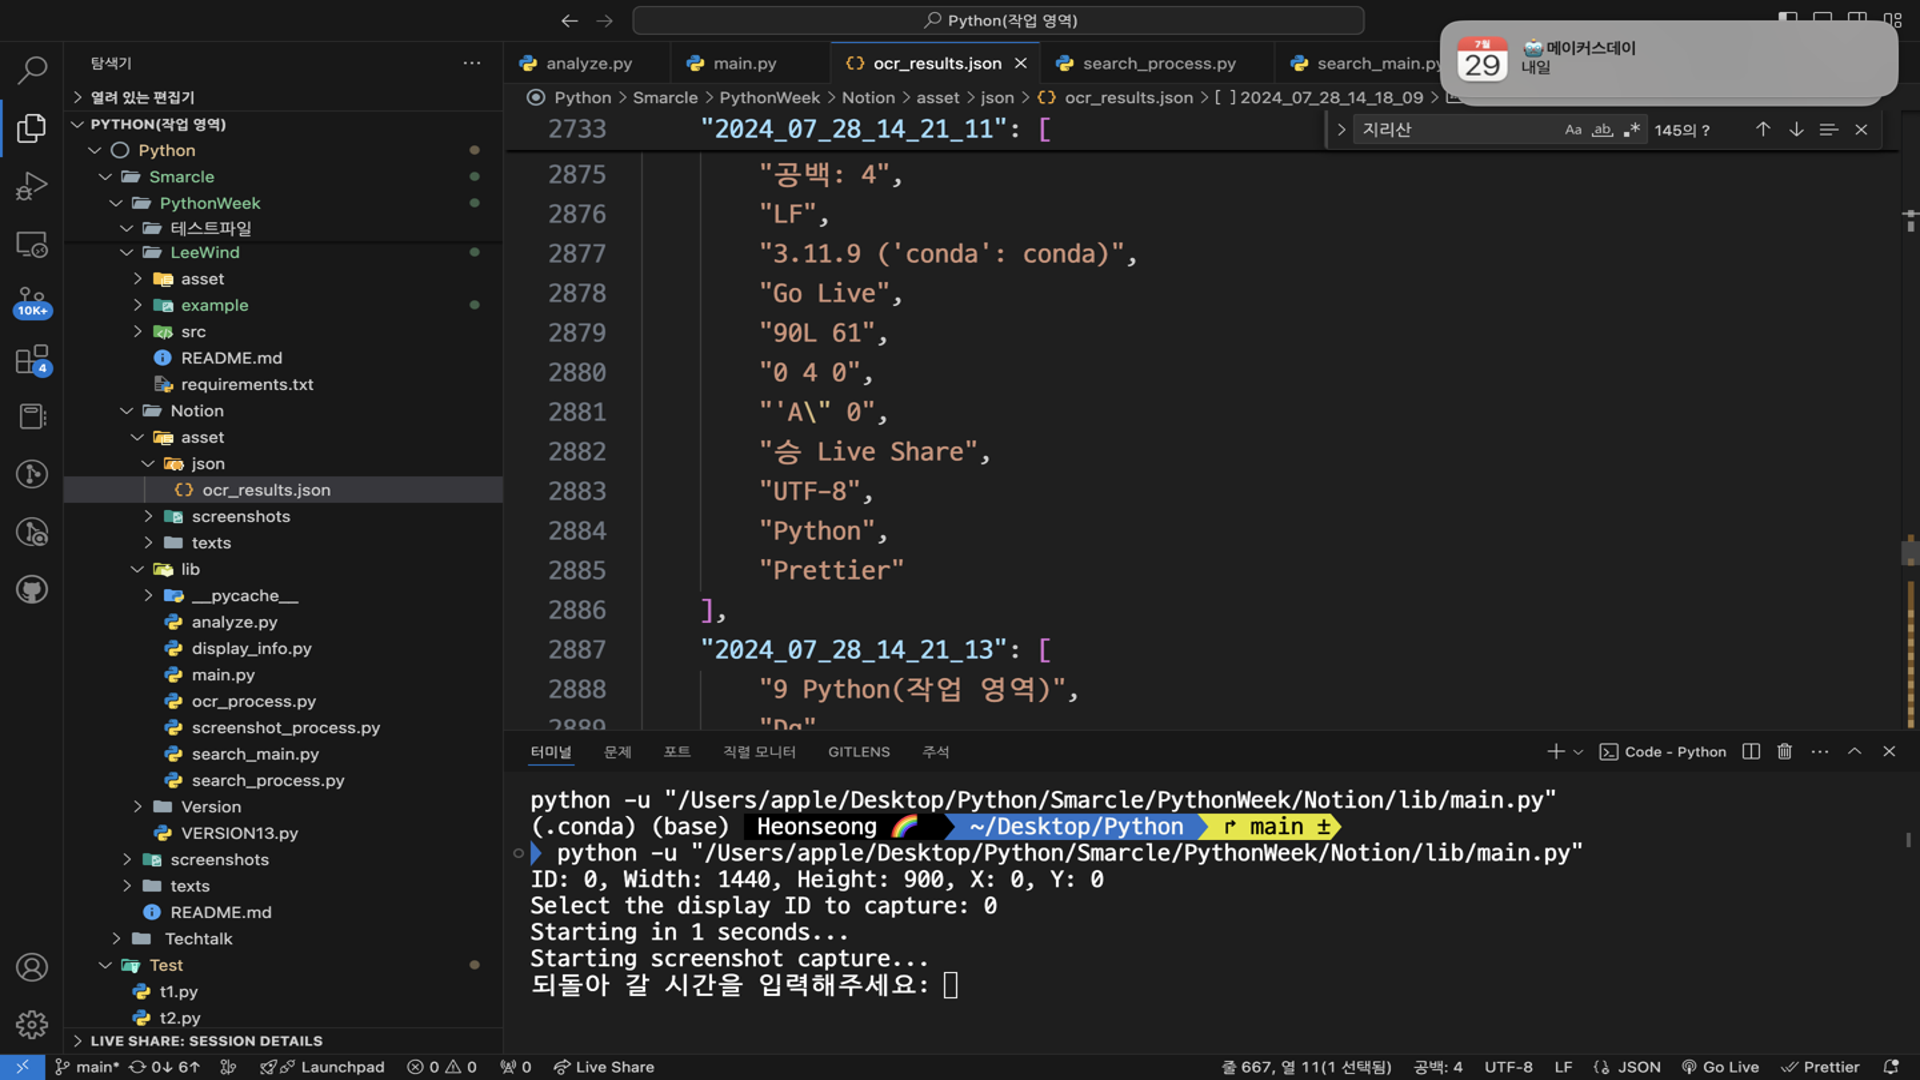 Python(작업 영역)
7월
29
메이커스데이
내일
탐색기
열려 있는 편집기
PYTHON(작업 영역)
Python
Smarcle
PythonWeek
테스트파일
LeeWind
asset
example
src
README.md
requirements.txt
Notion
asset
json
ocr_results.json
screenshots
texts
lib
__pycache__
analyze.py
display_info.py
main.py
ocr_process.py
screenshot_process.py
search_main.py
search_process.py
Version
VERSION13.py
screenshots
texts
README.md
Techtalk
Test
t1.py
t2.py
LIVE SHARE: SESSION DETAILS
10K+
4
analyze.py
main.py
{} ocr_results.json
search_process.py
search_main.py
Python > Smarcle > PythonWeek > Notion > asset > json > {} ocr_results.json > [ ] 2024_07_28_14_18_09 >
지리산 Aa ab .* 145의 ?
2733 "2024_07_28_14_21_11": [
2875 "공백: 4",
2876 "LF",
2877 "3.11.9 ('conda': conda)",
2878 "Go Live",
2879 "90L 61",
2880 "0 4 0",
2881 "'A\" 0",
2882 "승 Live Share",
2883 "UTF-8",
2884 "Python",
2885 "Prettier"
2886 ],
2887 "2024_07_28_14_21_13": [
2888 "9 Python(작업 영역)",
2889 "Dg"
터미널 문제 포트 직렬 모니터 GITLENS 주석
Code - Python
python -u "/Users/apple/Desktop/Python/Smarcle/PythonWeek/Notion/lib/main.py"
(.conda) (base) Heonseong ~/Desktop/Python main ±
python -u "/Users/apple/Desktop/Python/Smarcle/PythonWeek/Notion/lib/main.py"
ID: 0, Width: 1440, Height: 900, X: 0, Y: 0
Select the display ID to capture: 0
Starting in 1 seconds...
Starting screenshot capture...
되돌아 갈 시간을 입력해주세요:
main* 0↓ 6↑ Launchpad 0 0 0 Live Share
줄 667, 열 11(1 선택됨) 공백: 4 UTF-8 LF {} JSON Go Live Prettier